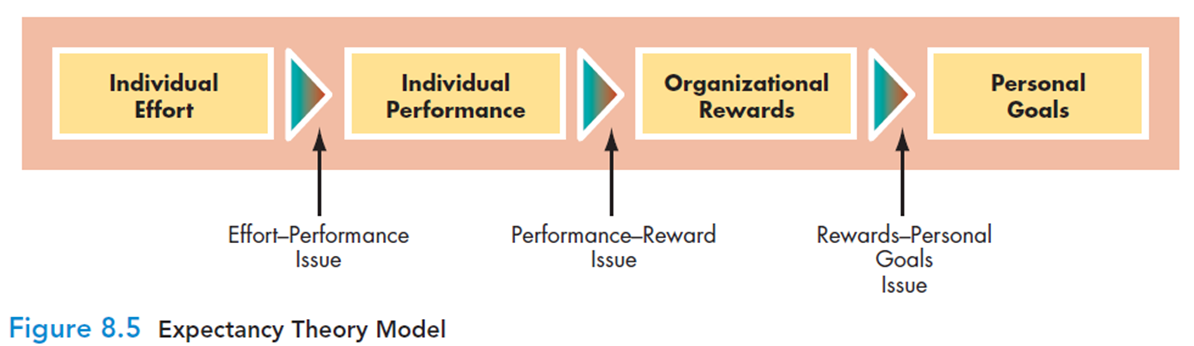 Individual
Effort
Individual
Performance
Organizational
Rewards
Personal
Goals
Effort–Performance
Issue
Performance–Reward
Issue
Rewards–Personal
Goals
Issue
Figure 8.5 Expectancy Theory Model